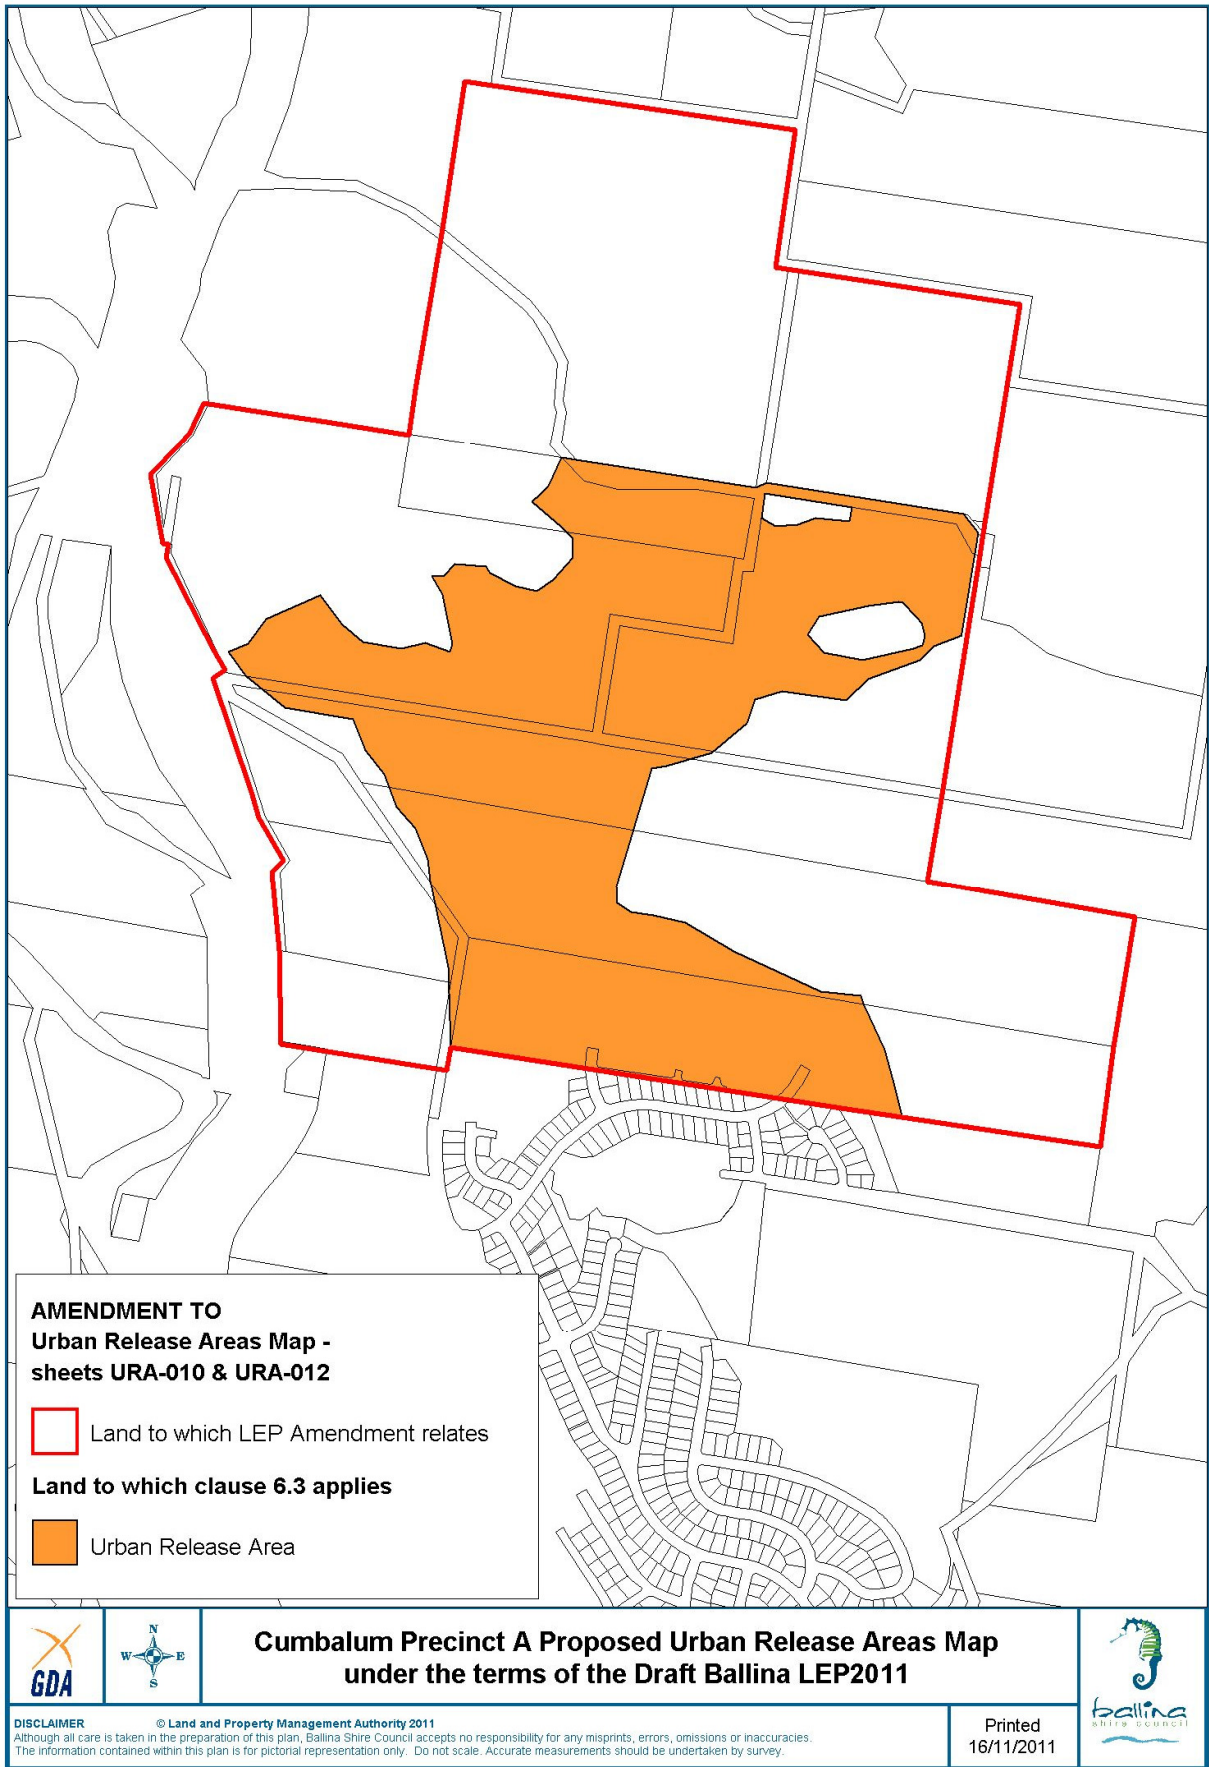 AMENDMENT TO
Urban Release Areas Map -
sheets URA-010 & URA-012
Land to which LEP Amendment relates
Land to which clause 6.3 applies
Urban Release Area
GDA
N
W E
S
Cumbalum Precinct A Proposed Urban Release Areas Map
under the terms of the Draft Ballina LEP2011
ballina
shire council
DISCLAIMER © Land and Property Management Authority 2011
Although all care is taken in the preparation of this plan, Ballina Shire Council accepts no responsibility for any misprints, errors, omissions or inaccuracies.
The information contained within this plan is for pictorial representation only. Do not scale. Accurate measurements should be undertaken by survey.
Printed
16/11/2011